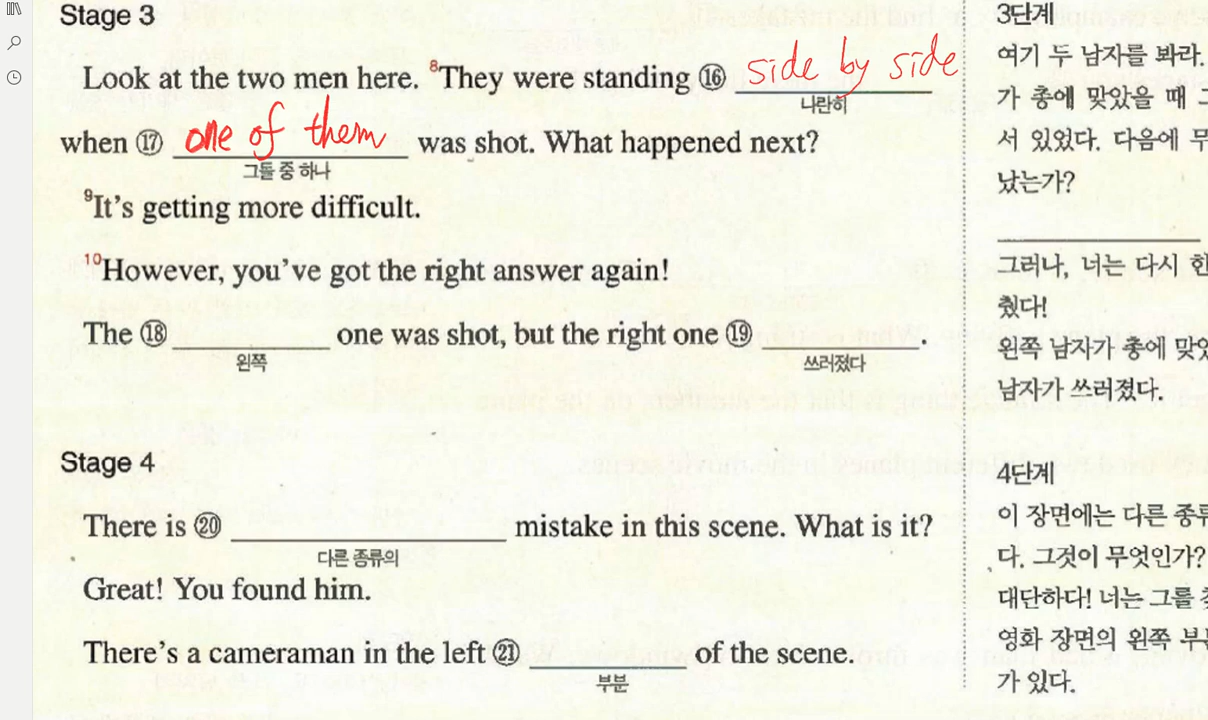 Stage 3
Look at the two men here. ⁸They were standing ⑯ side by side
나란히
when ⑰ one of them was shot. What happened next?
그들 중 하나
⁹It's getting more difficult.
¹⁰However, you've got the right answer again!
The ⑱ ________ one was shot, but the right one ⑲ ________.
왼쪽 쓰러졌다
Stage 4
There is ⑳ ________ mistake in this scene. What is it?
다른 종류의
Great! You found him.
There's a cameraman in the left ㉑ ________ of the scene.
부분
3단계
여기 두 남자를 봐라.
가 총에 맞았을 때
서 있었다. 다음에 무
났는가?
그러나, 너는 다시 한
췄다!
왼쪽 남자가 총에 맞았
남자가 쓰러졌다.
4단계
이 장면에는 다른 종류
다. 그것이 무엇인가?
대단하다! 너는 그를
영화 장면의 왼쪽 부분
가 있다.